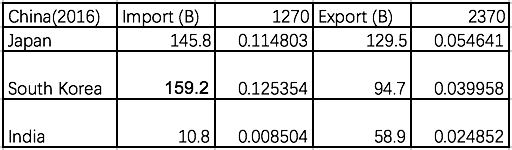 China(2016) Import (B) 1270 Export (B) 2370
Japan 145.8 0.114803 129.5 0.054641
South Korea 159.2 0.125354 94.7 0.039958
India 10.8 0.008504 58.9 0.024852